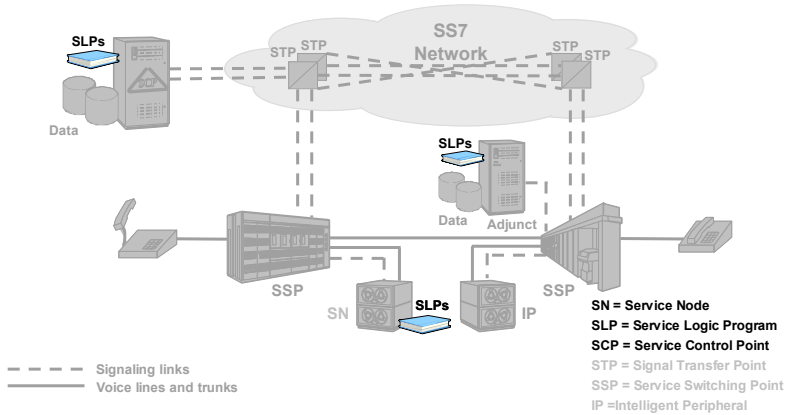 SS7
Network
SLPs
STP
STP
STP
STP
SCP
Data
SLPs
Data
Adjunct
SSP
SSP
SN
SLPs
IP
SN = Service Node
SLP = Service Logic Program
SCP = Service Control Point
STP = Signal Transfer Point
SSP = Service Switching Point
IP =Intelligent Peripheral
Signaling links
Voice lines and trunks